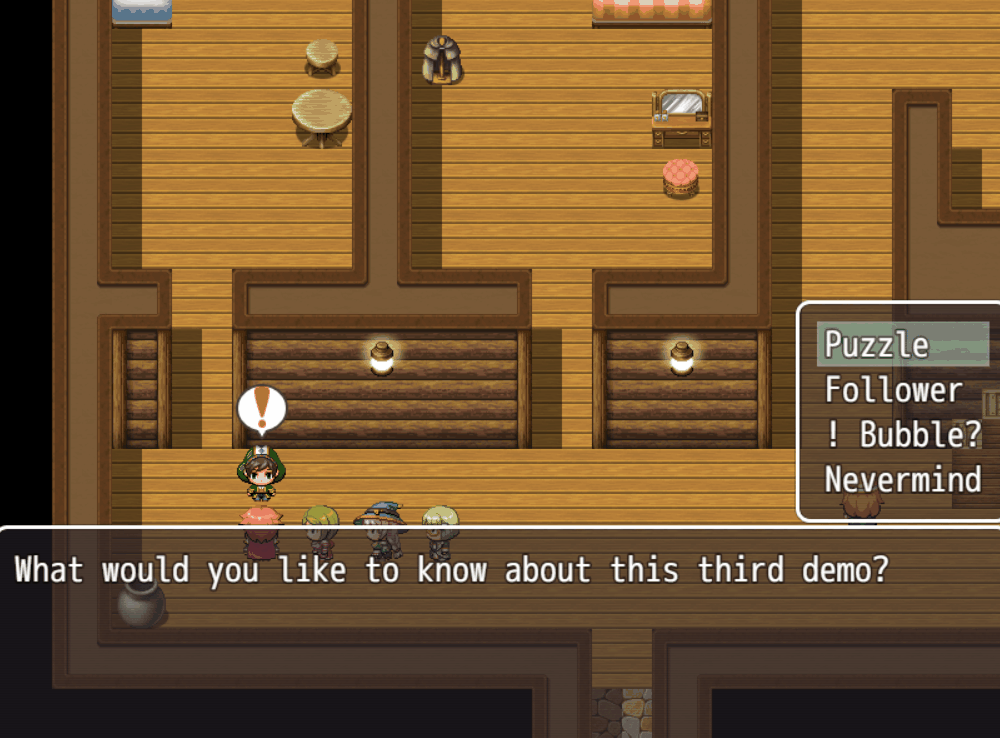 Puzzle
Follower
! Bubble?
Nevermind
What would you like to know about this third demo?